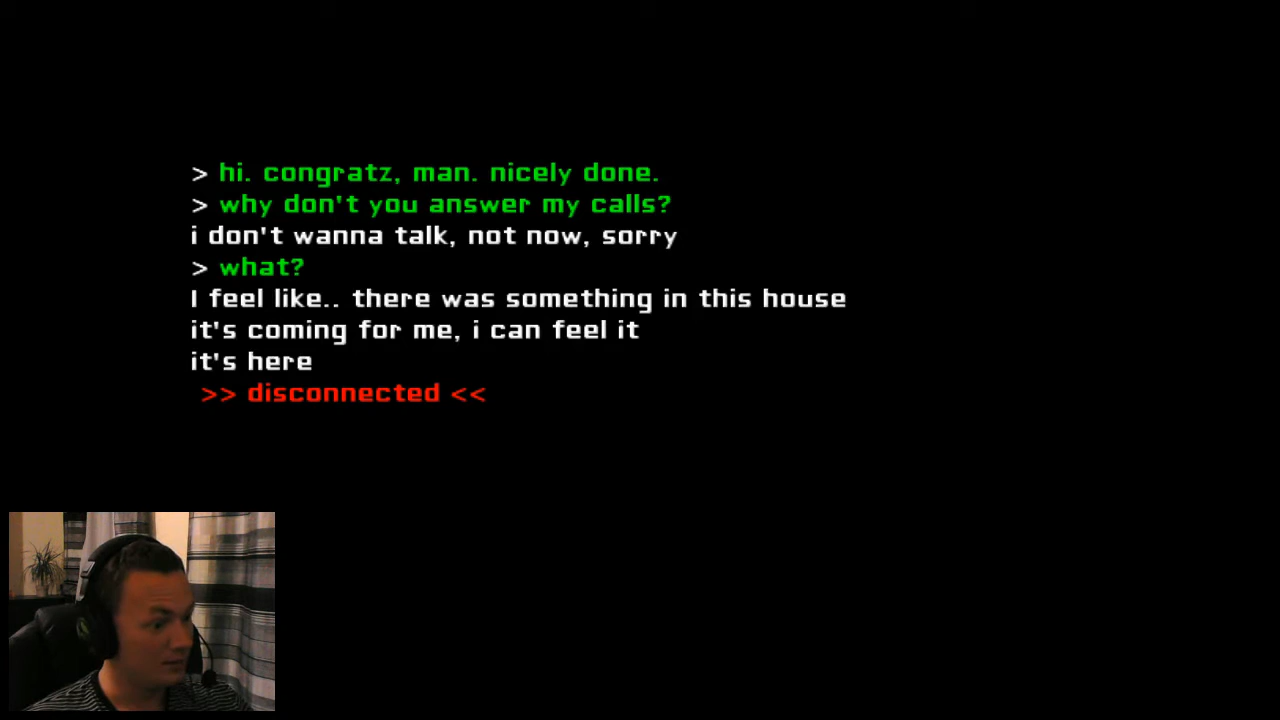 > hi. congratz, man. nicely done.
> why don't you answer my calls?
i don't wanna talk, not now, sorry
> what?
I feel like.. there was something in this house
it's coming for me, i can feel it
it's here
>> disconnected <<